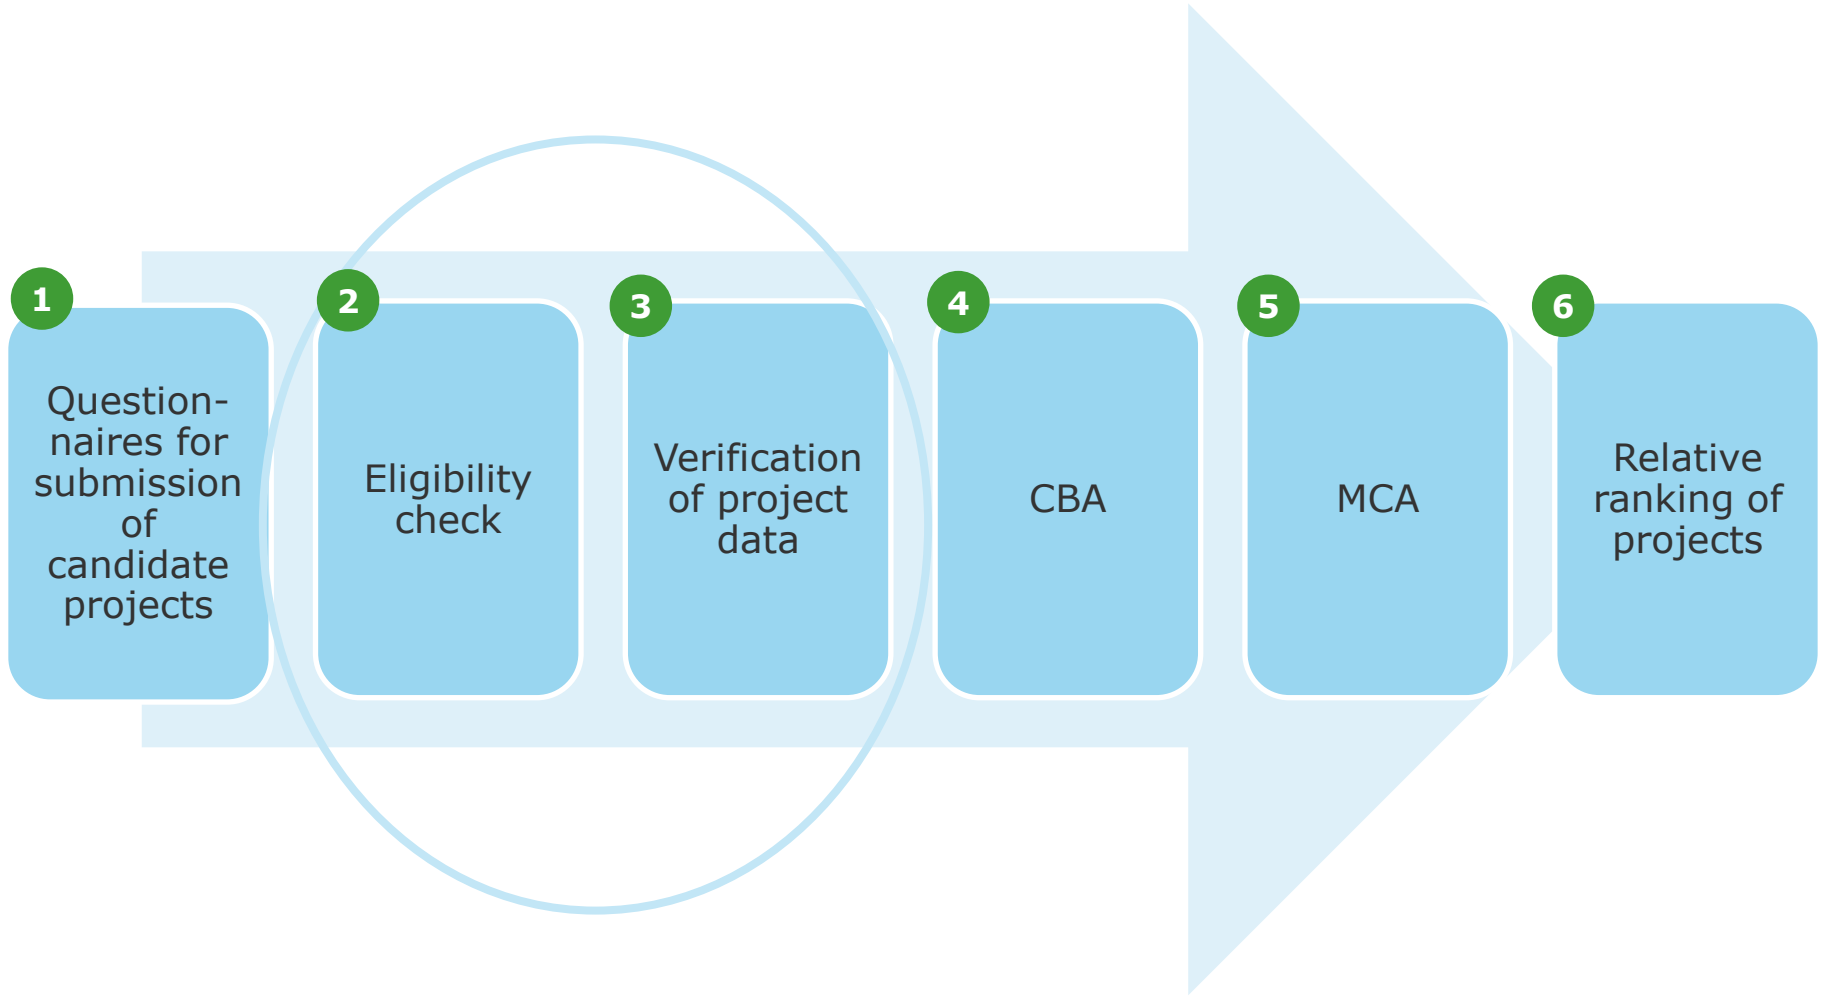 1
Question-
naires for
submission
of
candidate
projects
2
Eligibility
check
3
Verification
of project
data
4
CBA
5
MCA
6
Relative
ranking of
projects